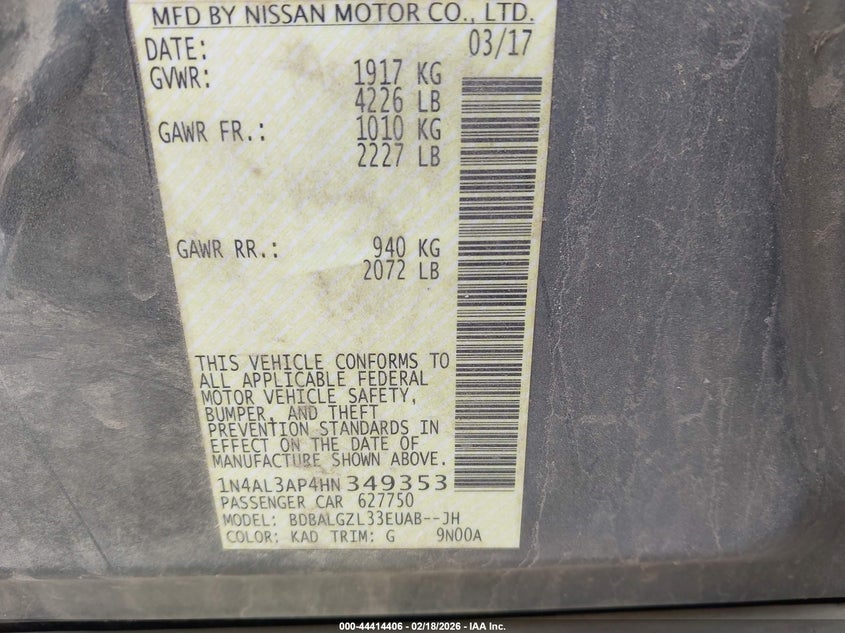 MFD BY NISSAN MOTOR CO., LTD.
DATE: 03/17
GVWR: 1917 KG
4226 LB
GAWR FR.: 1010 KG
2227 LB
GAWR RR.: 940 KG
2072 LB
THIS VEHICLE CONFORMS TO
ALL APPLICABLE FEDERAL
MOTOR VEHICLE SAFETY,
BUMPER, AND THEFT
PREVENTION STANDARDS IN
EFFECT ON THE DATE OF
MANUFACTURE SHOWN ABOVE.
1N4AL3AP4HN 349353
PASSENGER CAR 627750
MODEL: BDBALGZL33EUAB--JH
COLOR: KAD TRIM: G 9N00A
000-44414406 - 02/18/2026 - IAA Inc.